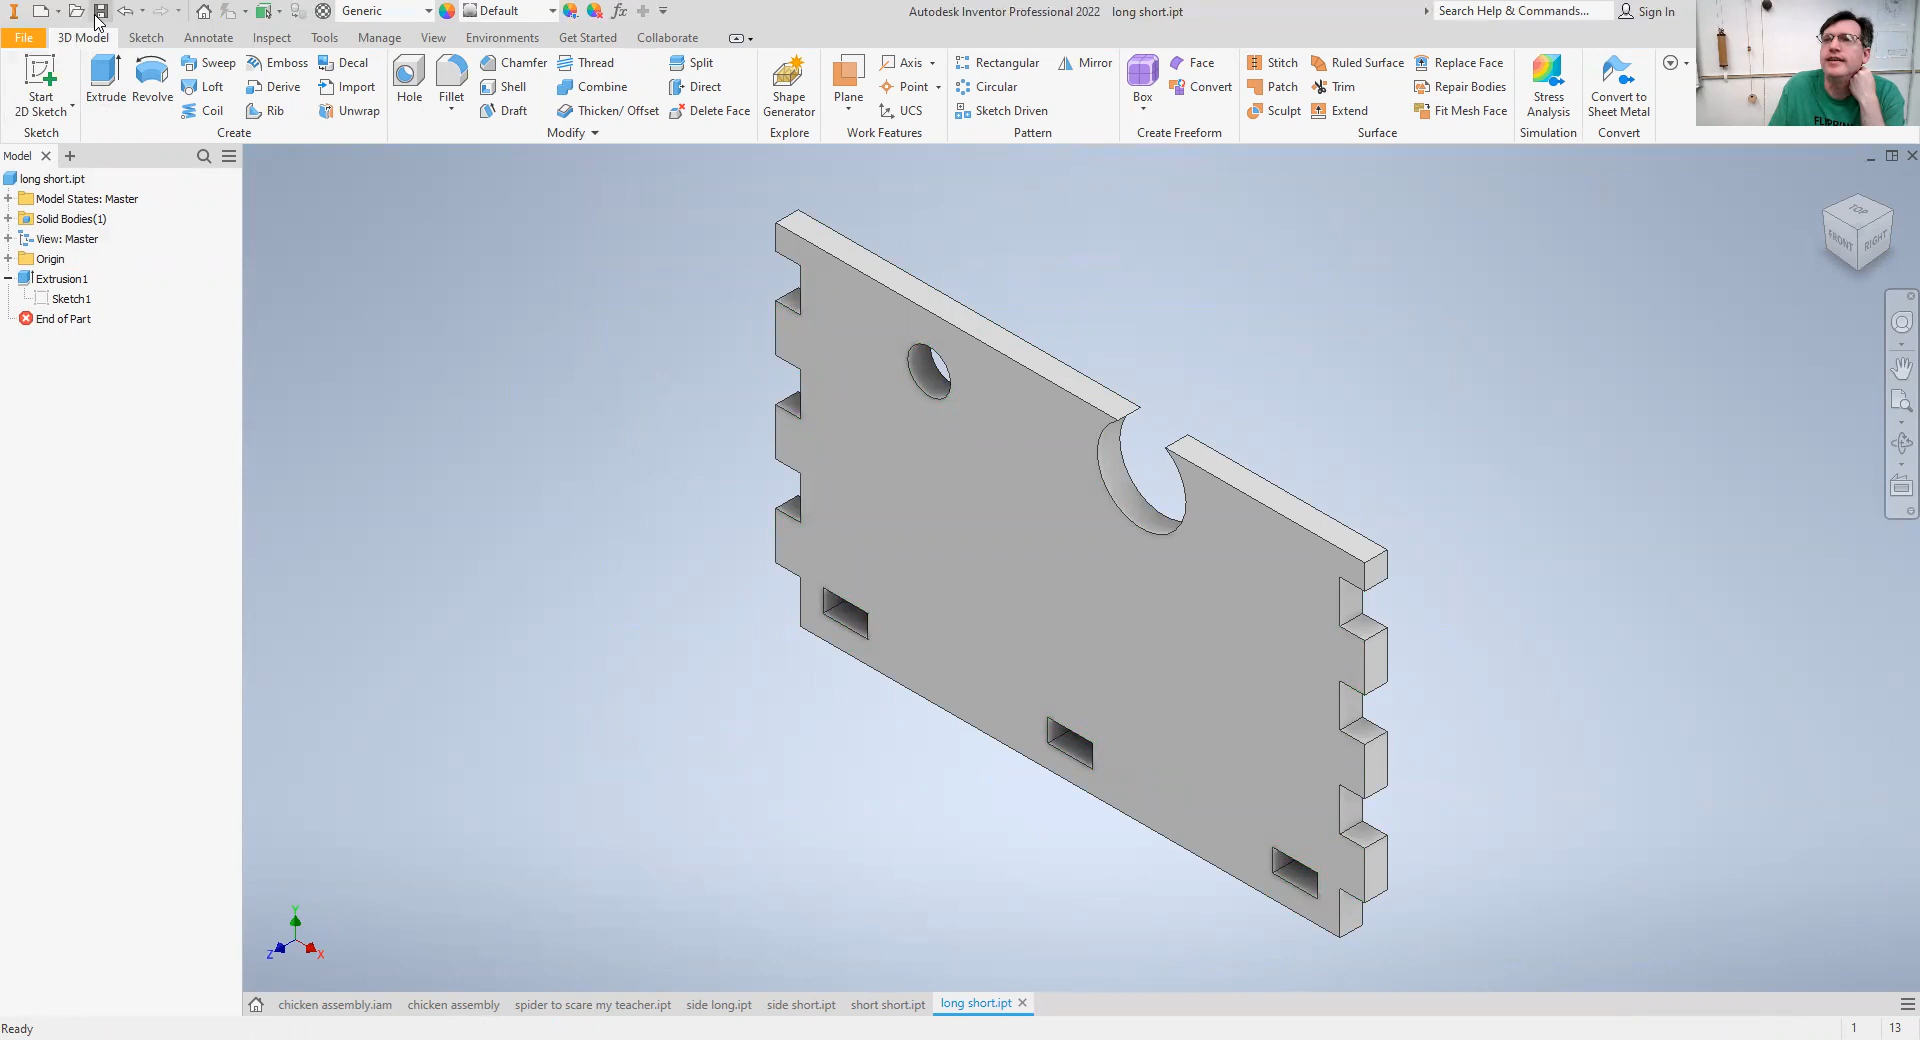 Generic
Default
Autodesk Inventor Professional 2022 long short.ipt
Search Help & Commands...
Sign In
File 3D Model Sketch Annotate Inspect Tools Manage View Environments Get Started Collaborate
Start
2D Sketch
Sketch
Extrude
Revolve
Sweep
Loft
Coil
Emboss
Derive
Rib
Decal
Import
Unwrap
Create
Hole
Fillet
Chamfer
Shell
Draft
Thread
Combine
Thicken/ Offset
Split
Direct
Delete Face
Modify
Shape
Generator
Explore
Plane
Axis
Point
UCS
Work Features
Rectangular
Circular
Mirror
Sketch Driven
Pattern
Box
Face
Convert
Create Freeform
Stitch
Patch
Sculpt
Ruled Surface
Trim
Extend
Replace Face
Repair Bodies
Fit Mesh Face
Surface
Stress
Analysis
Simulation
Convert to
Sheet Metal
Convert
Model
long short.ipt
Model States: Master
Solid Bodies(1)
View: Master
Origin
Extrusion1
Sketch1
End of Part
TOP
FRONT
RIGHT
Y
Z
X
chicken assembly.iam chicken assembly spider to scare my teacher.ipt side long.ipt side short.ipt short short.ipt long short.ipt
Ready
1 13